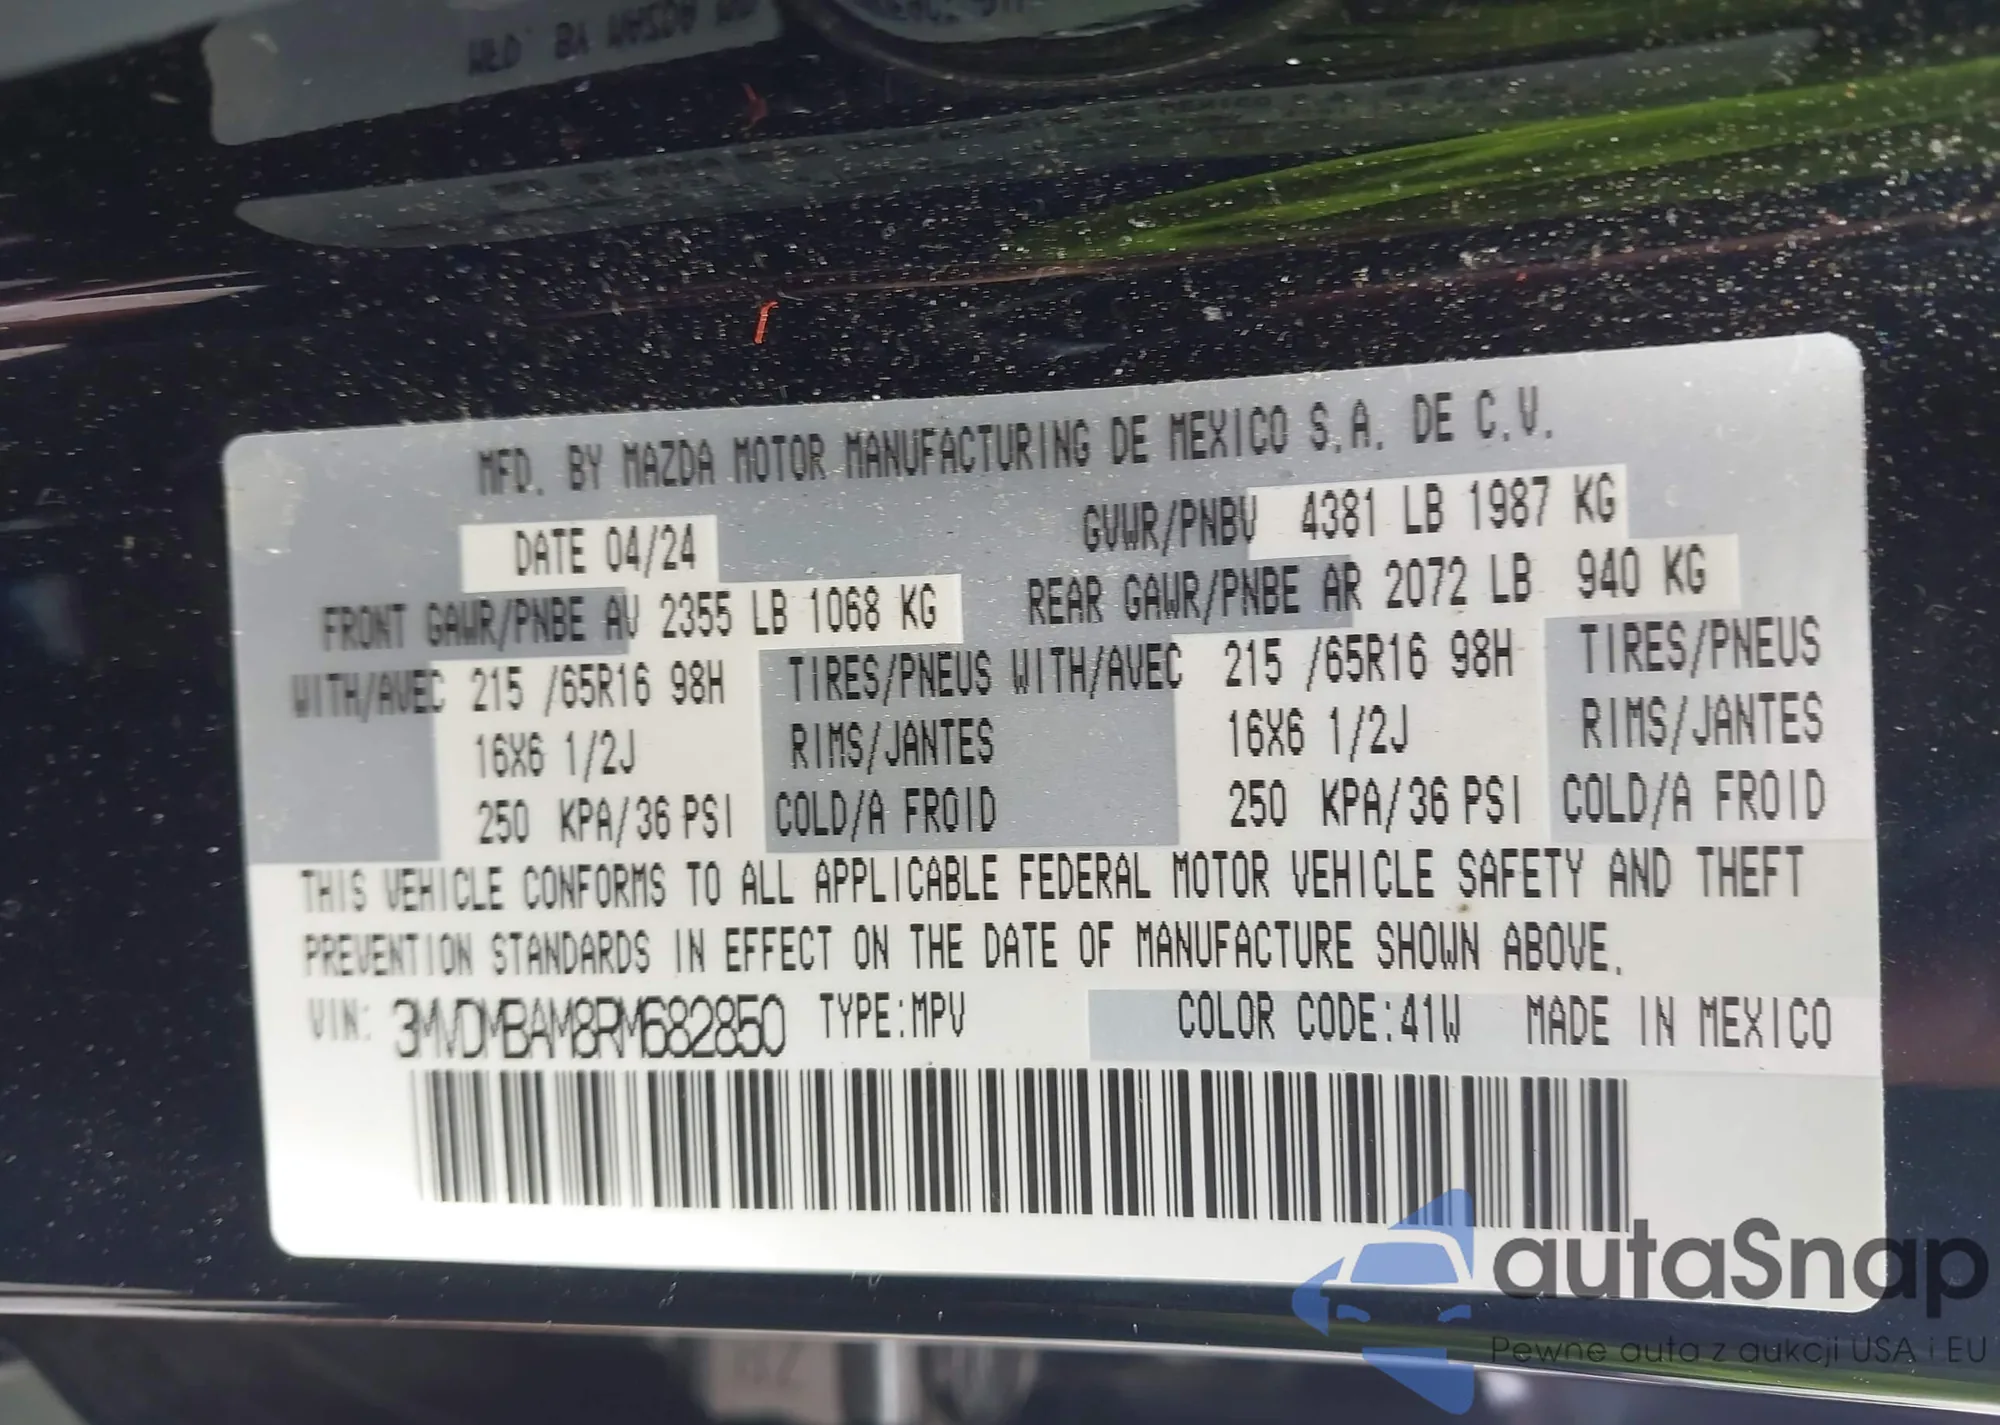 MFD. BY MAZDA MOTOR MANUFACTURING DE MEXICO S.A. DE C.V.
DATE 04/24 GVWR/PNBV 4381 LB 1987 KG
FRONT GAWR/PNBE AV 2355 LB 1068 KG REAR GAWR/PNBE AR 2072 LB 940 KG
WITH/AVEC 215 /65R16 98H TIRES/PNEUS WITH/AVEC 215 /65R16 98H TIRES/PNEUS
16X6 1/2J RIMS/JANTES 16X6 1/2J RIMS/JANTES
250 KPA/36 PSI COLD/A FROID 250 KPA/36 PSI COLD/A FROID
THIS VEHICLE CONFORMS TO ALL APPLICABLE FEDERAL MOTOR VEHICLE SAFETY AND THEFT
PREVENTION STANDARDS IN EFFECT ON THE DATE OF MANUFACTURE SHOWN ABOVE.
VIN: 3MVDMBAM8RM682850 TYPE:MPV COLOR CODE:41W MADE IN MEXICO
autaSnap
Pewne auta z aukcji USA i EU